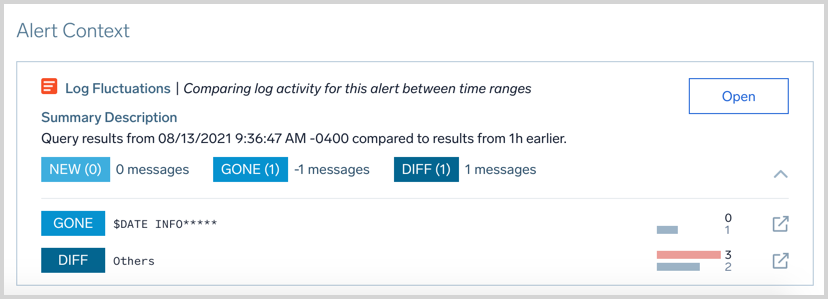 Alert Context
Log Fluctuations | Comparing log activity for this alert between time ranges
Open
Summary Description
Query results from 08/13/2021 9:36:47 AM -0400 compared to results from 1h earlier.
NEW (0) 0 messages GONE (1) -1 messages DIFF (1) 1 messages
GONE $DATE INFO***** 0
1
DIFF Others 3
2